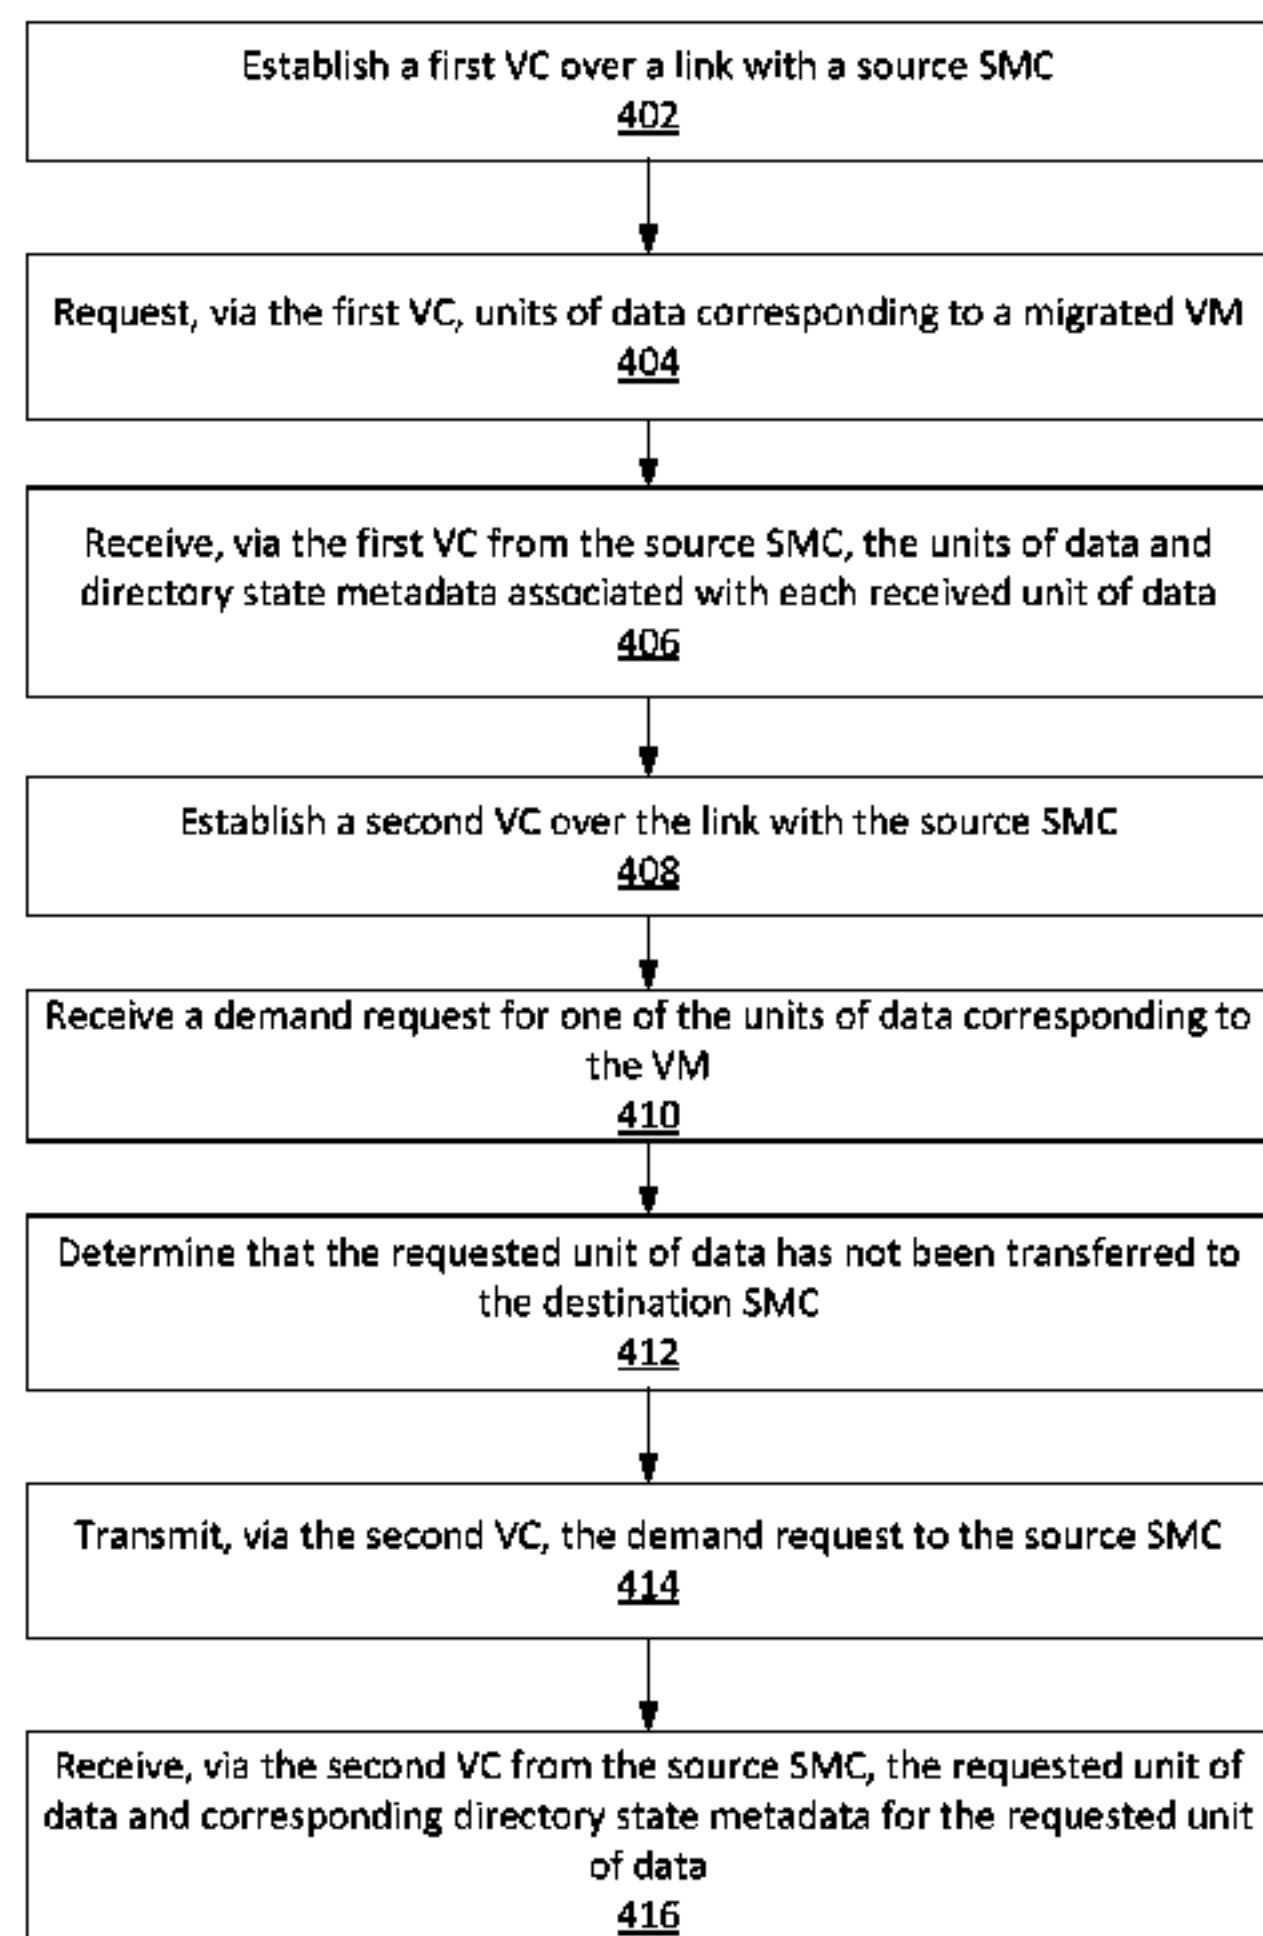 Establish a first VC over a link with a source SMC
402
Request, via the first VC, units of data corresponding to a migrated VM
404
Receive, via the first VC from the source SMC, the units of data and
directory state metadata associated with each received unit of data
406
Establish a second VC over the link with the source SMC
408
Receive a demand request for one of the units of data corresponding to
the VM
410
Determine that the requested unit of data has not been transferred to
the destination SMC
412
Transmit, via the second VC, the demand request to the source SMC
414
Receive, via the second VC from the source SMC, the requested unit of
data and corresponding directory state metadata for the requested unit
of data
416